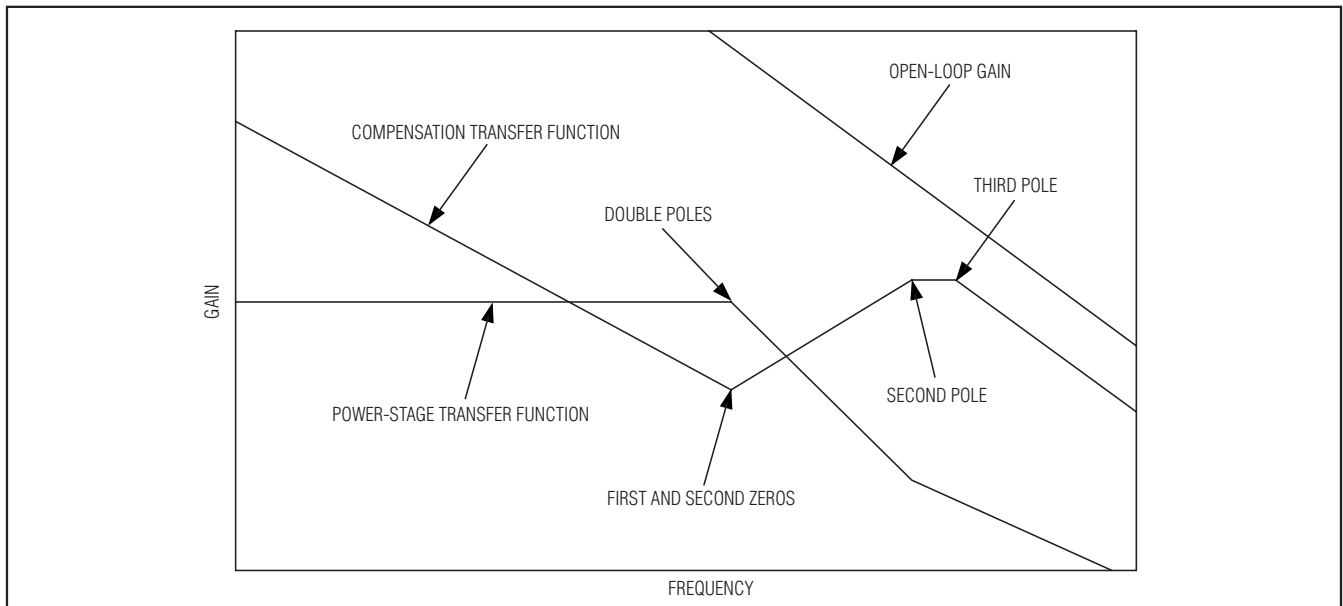 OPEN-LOOP GAIN
COMPENSATION TRANSFER FUNCTION
THIRD POLE
DOUBLE POLES
GAIN
SECOND POLE
POWER-STAGE TRANSFER FUNCTION
FIRST AND SECOND ZEROS
FREQUENCY